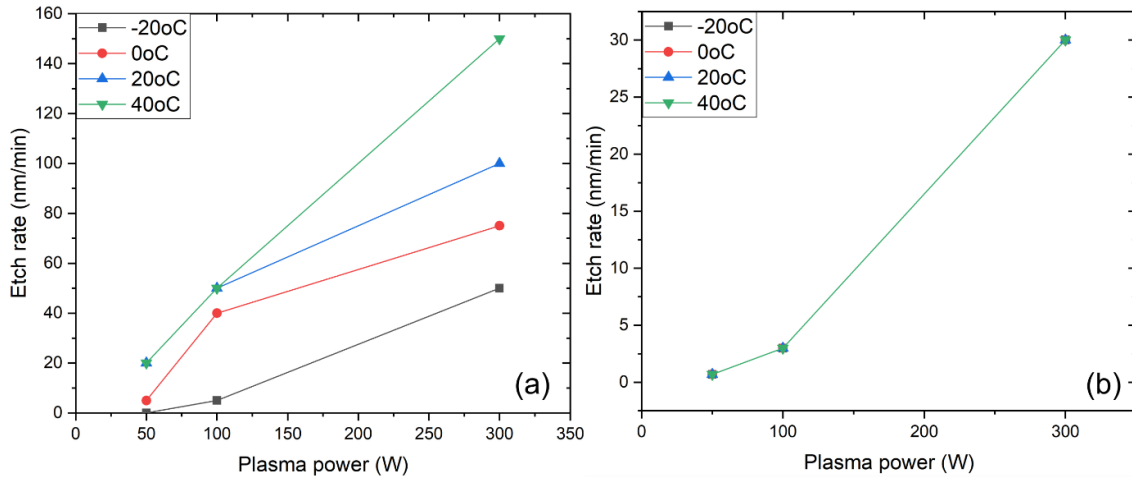 -20oC
0oC
20oC
40oC
160
140
120
100
80
60
40
20
0
0
50
100
150
200
250
300
350
Etch rate (nm/min)
Plasma power (W)
(a)
-20oC
0oC
20oC
40oC
30
25
20
15
10
5
0
0
100
200
300
Etch rate (nm/min)
Plasma power (W)
(b)